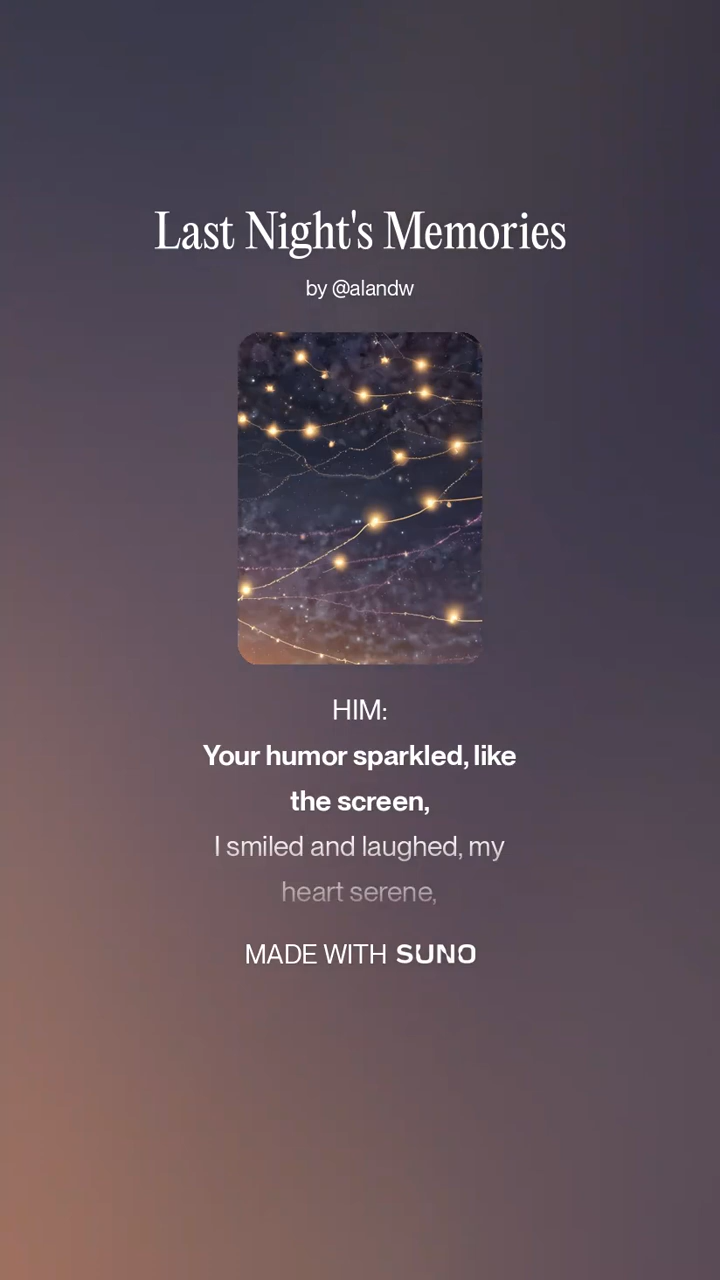 Last Night's Memories
by @alandw
HIM:
Your humor sparkled, like
the screen,
I smiled and laughed, my
heart serene,
MADE WITH SUNO